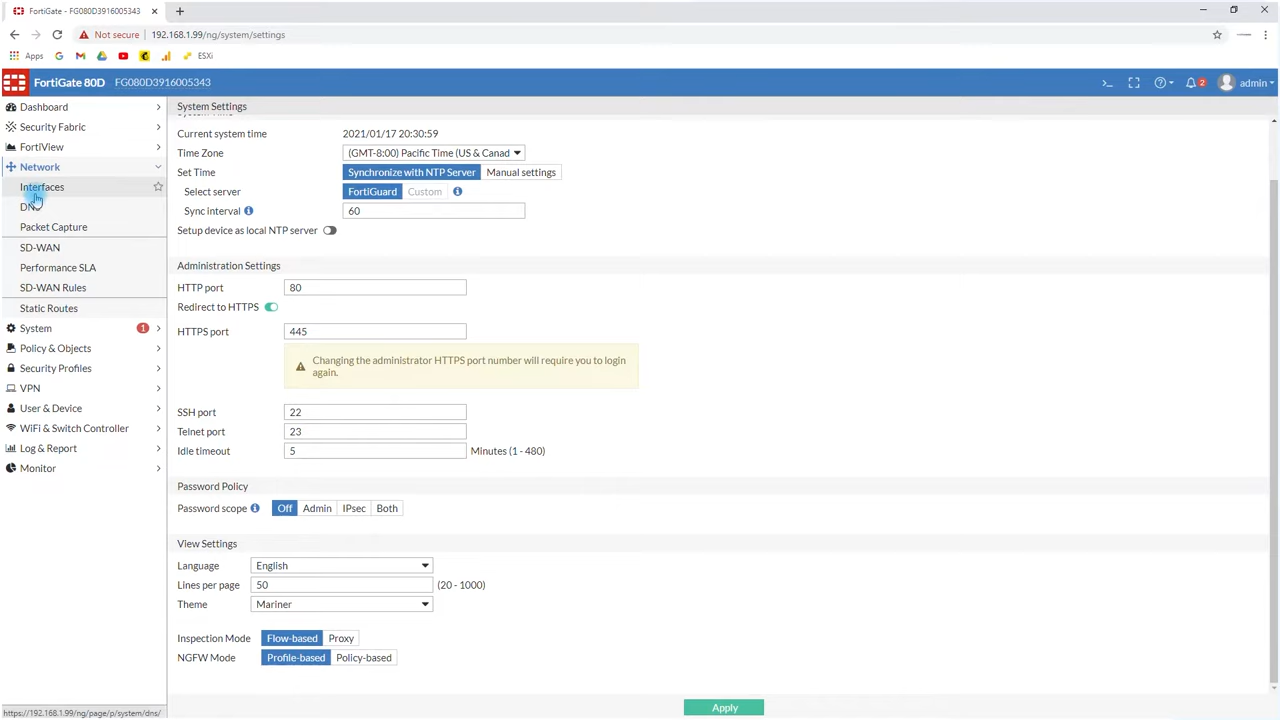 FortiGate - FG080D3916005343
Not secure 192.168.1.99/ng/system/settings
Apps ESXi
FortiGate 80D FG080D3916005343 >_ 2 admin
Dashboard
Security Fabric
FortiView
Network
Interfaces
Packet Capture
SD-WAN
Performance SLA
SD-WAN Rules
Static Routes
System 1
Policy & Objects
Security Profiles
VPN
User & Device
WiFi & Switch Controller
Log & Report
Monitor
System Settings
System Time
Current system time 2021/01/17 20:30:59
Time Zone (GMT-8:00) Pacific Time (US & Canad
Set Time Synchronize with NTP Server Manual settings
Select server FortiGuard Custom
Sync interval 60
Setup device as local NTP server
Administration Settings
HTTP port 80
Redirect to HTTPS
HTTPS port 445
Changing the administrator HTTPS port number will require you to login
again.
SSH port 22
Telnet port 23
Idle timeout 5 Minutes (1 - 480)
Password Policy
Password scope Off Admin IPsec Both
View Settings
Language English
Lines per page 50 (20 - 1000)
Theme Mariner
Inspection Mode Flow-based Proxy
NGFW Mode Profile-based Policy-based
Apply
https://192.168.1.99/ng/page/p/system/dns/